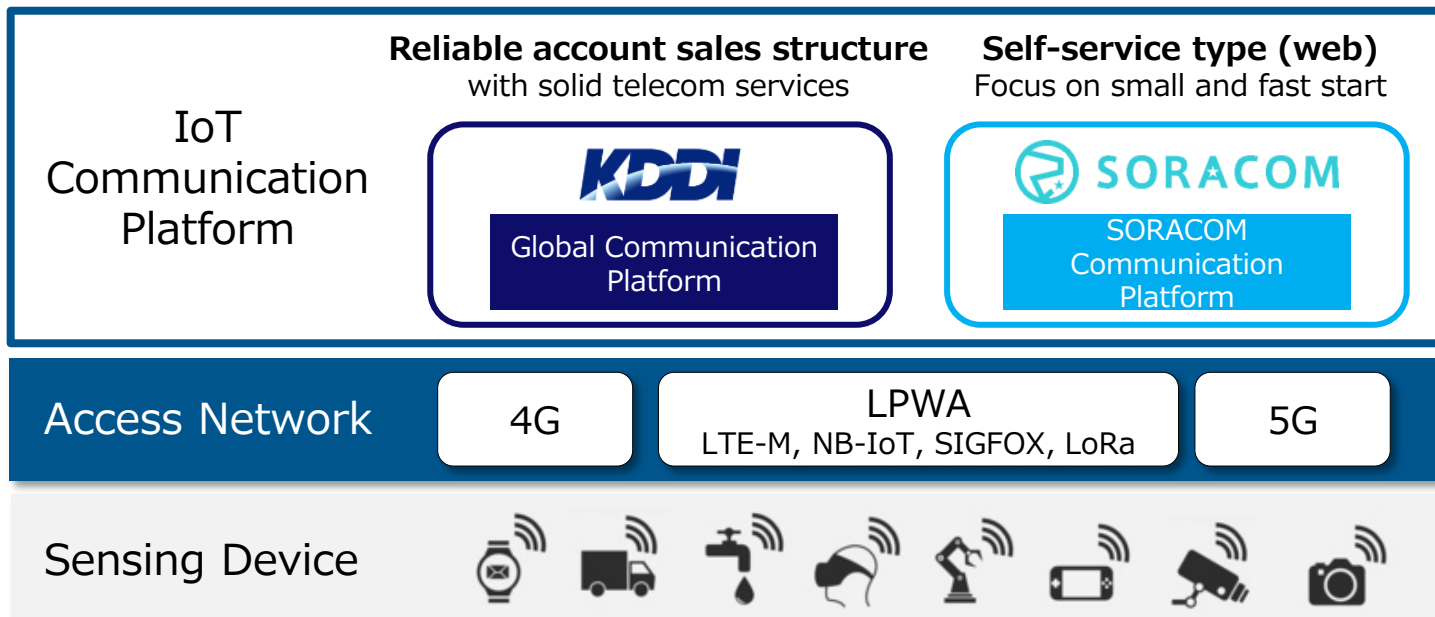 IoT
Communication
Platform
Reliable account sales structure
with solid telecom services
KDDI
Global Communication
Platform
Self-service type (web)
Focus on small and fast start
SORACOM
SORACOM
Communication
Platform
Access Network
4G
LPWA
LTE-M, NB-IoT, SIGFOX, LoRa
5G
Sensing Device